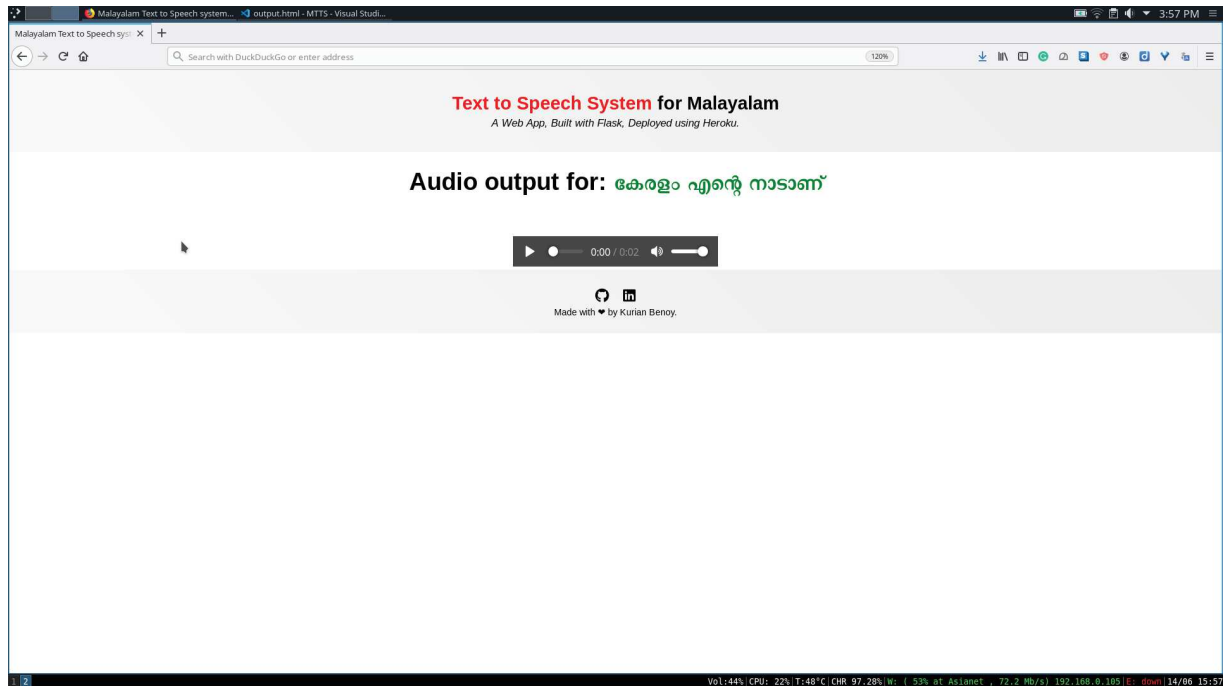 Malayalam Text to Speech system... output.html - MTTS - Visual Studi... 3:57 PM
Malayalam Text to Speech sys
Search with DuckDuckGo or enter address 120%
Text to Speech System for Malayalam
A Web App, Built with Flask, Deployed using Heroku.
Audio output for: കേരളം എന്റെ നാടാണ്
0:00 / 0:02
Made with ❤ by Kurian Benoy.
1 2 Vol:44%|CPU: 22%|T:48°C|CHR 97.28%|W: ( 53% at Asianet , 72.2 Mb/s) 192.168.0.105|E: down|14/06 15:57